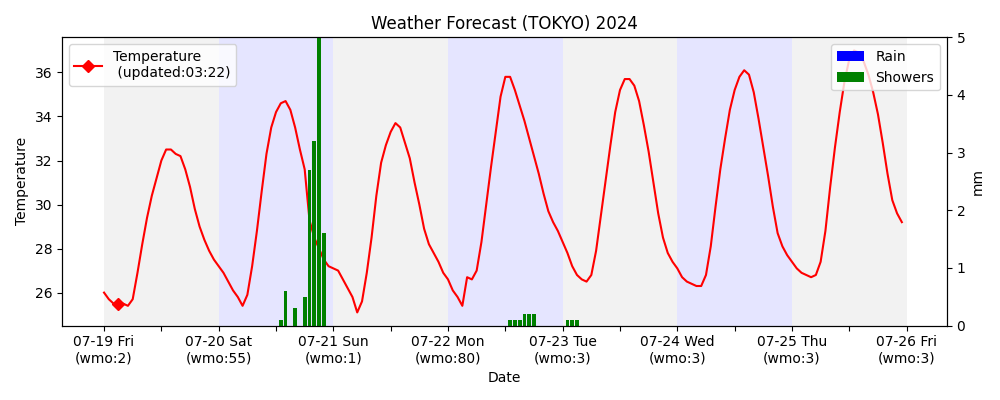 Weather Forecast (TOKYO) 2024
Temperature
(updated:03:22)
Rain
Showers
Temperature
36
34
32
30
28
26
5
4
3
2
1
0
mm
07-19 Fri
(wmo:2)
07-20 Sat
(wmo:55)
07-21 Sun
(wmo:1)
07-22 Mon
(wmo:80)
07-23 Tue
(wmo:3)
07-24 Wed
(wmo:3)
07-25 Thu
(wmo:3)
07-26 Fri
(wmo:3)
Date